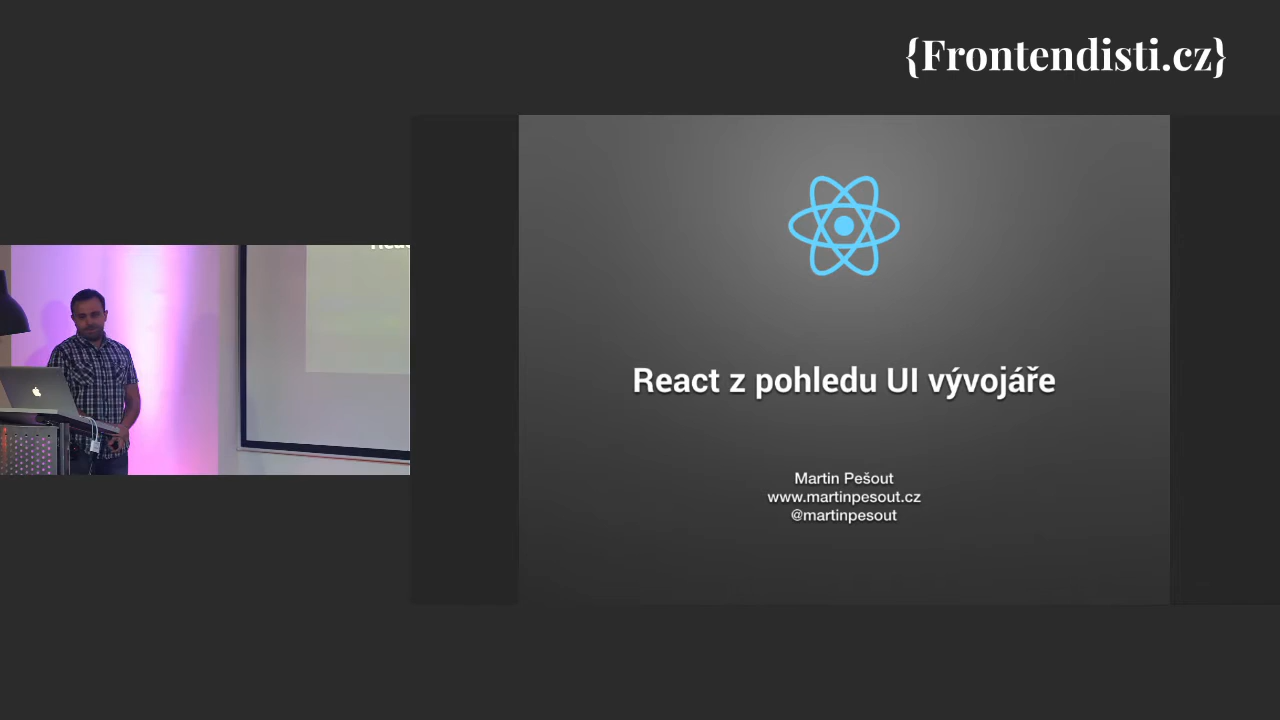 {Frontendisti.cz}
React z pohledu UI vývojáře
Martin Pešout
www.martinpesout.cz
@martinpesout